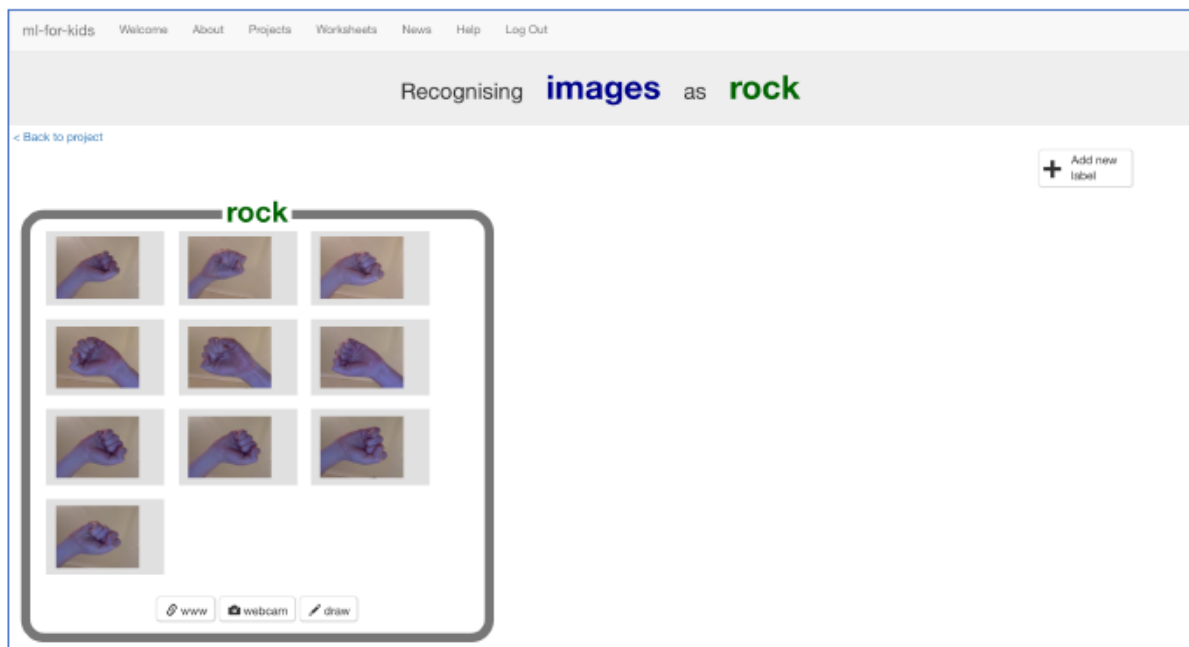 ml-for-kids Welcome About Projects Worksheets News Help Log Out
Recognising images as rock
< Back to project
Add new
label
rock
www webcam draw